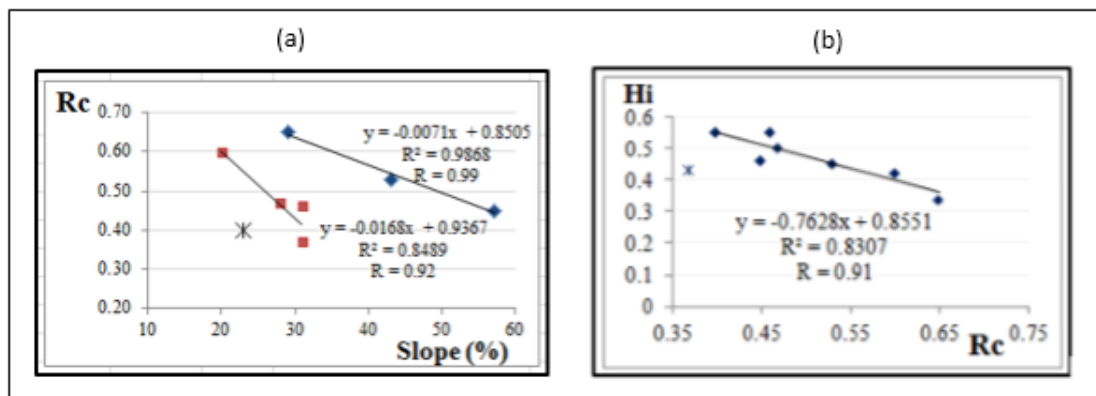 (a)
Rc
0.70
0.60
0.50
0.40
0.30
0.20
10 20 30 40 50 60
Slope (%)
y = -0.0071x + 0.8505
R² = 0.9868
R = 0.99
y = -0.0168x + 0.9367
R² = 0.8489
R = 0.92
(b)
Hi
0.6
0.5
0.4
0.3
0.2
0.1
0
0.35 0.45 0.55 0.65 0.75
Rc
y = -0.7628x + 0.8551
R² = 0.8307
R = 0.91